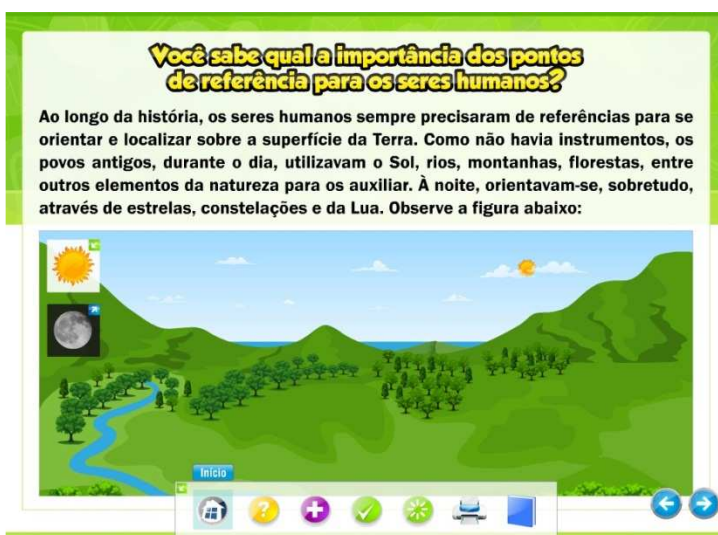 Você sabe qual a importância dos pontos
de referência para os seres humanos?
Ao longo da história, os seres humanos sempre precisaram de referências para se
orientar e localizar sobre a superfície da Terra. Como não havia instrumentos, os
povos antigos, durante o dia, utilizavam o Sol, rios, montanhas, florestas, entre
outros elementos da natureza para os auxiliar. À noite, orientavam-se, sobretudo,
através de estrelas, constelações e da Lua. Observe a figura abaixo:
Início